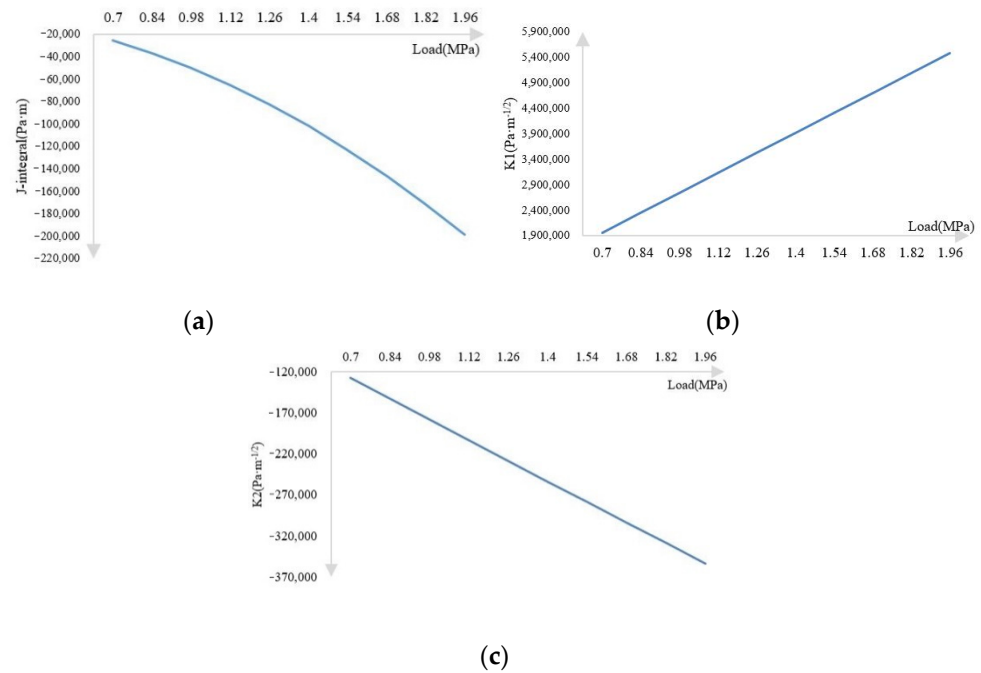 0.7 0.84 0.98 1.12 1.26 1.4 1.54 1.68 1.82 1.96
−20,000
Load(MPa)
−40,000
−60,000
−80,000
−100,000
−120,000
−140,000
−160,000
−180,000
−200,000
−220,000
J-integral(Pa·m)
(a)
5,900,000
5,400,000
4,900,000
4,400,000
3,900,000
3,400,000
2,900,000
2,400,000
1,900,000
K1(Pa·m-1/2)
Load(MPa)
0.7 0.84 0.98 1.12 1.26 1.4 1.54 1.68 1.82 1.96
(b)
0.7 0.84 0.98 1.12 1.26 1.4 1.54 1.68 1.82 1.96
−120,000
Load(MPa)
−170,000
−220,000
−270,000
−320,000
−370,000
K2(Pa·m-1/2)
(c)